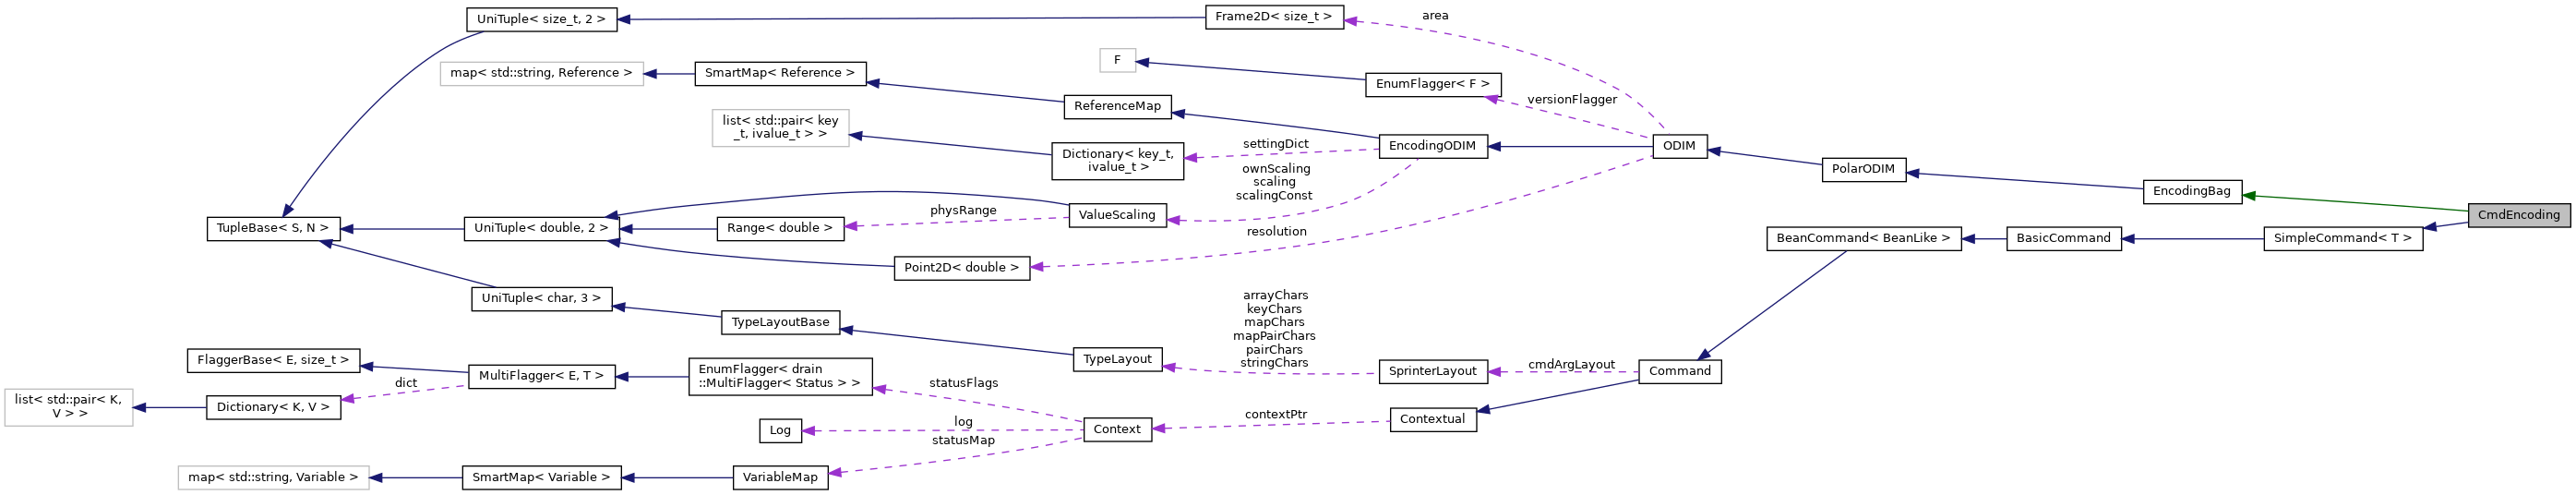 UniTuple< size_t, 2 >
Frame2D< size_t >
area
map< std::string, Reference >
SmartMap< Reference >
F
EnumFlagger< F >
versionFlagger
ReferenceMap
list< std::pair< key
_t, ivalue_t > >
Dictionary< key_t,
ivalue_t >
settingDict
EncodingODIM
ODIM
PolarODIM
EncodingBag
CmdEncoding
ownScaling
scaling
scalingConst
TupleBase< S, N >
UniTuple< double, 2 >
Range< double >
physRange
ValueScaling
resolution
Point2D< double >
BeanCommand< BeanLike >
BasicCommand
SimpleCommand< T >
UniTuple< char, 3 >
TypeLayoutBase
TypeLayout
arrayChars
keyChars
mapChars
mapPairChars
pairChars
stringChars
SprinterLayout
cmdArgLayout
Command
FlaggerBase< E, size_t >
MultiFlagger< E, T >
EnumFlagger< drain
::MultiFlagger< Status > >
statusFlags
list< std::pair< K,
V > >
Dictionary< K, V >
dict
Log
log
Context
contextPtr
Contextual
statusMap
map< std::string, Variable >
SmartMap< Variable >
VariableMap